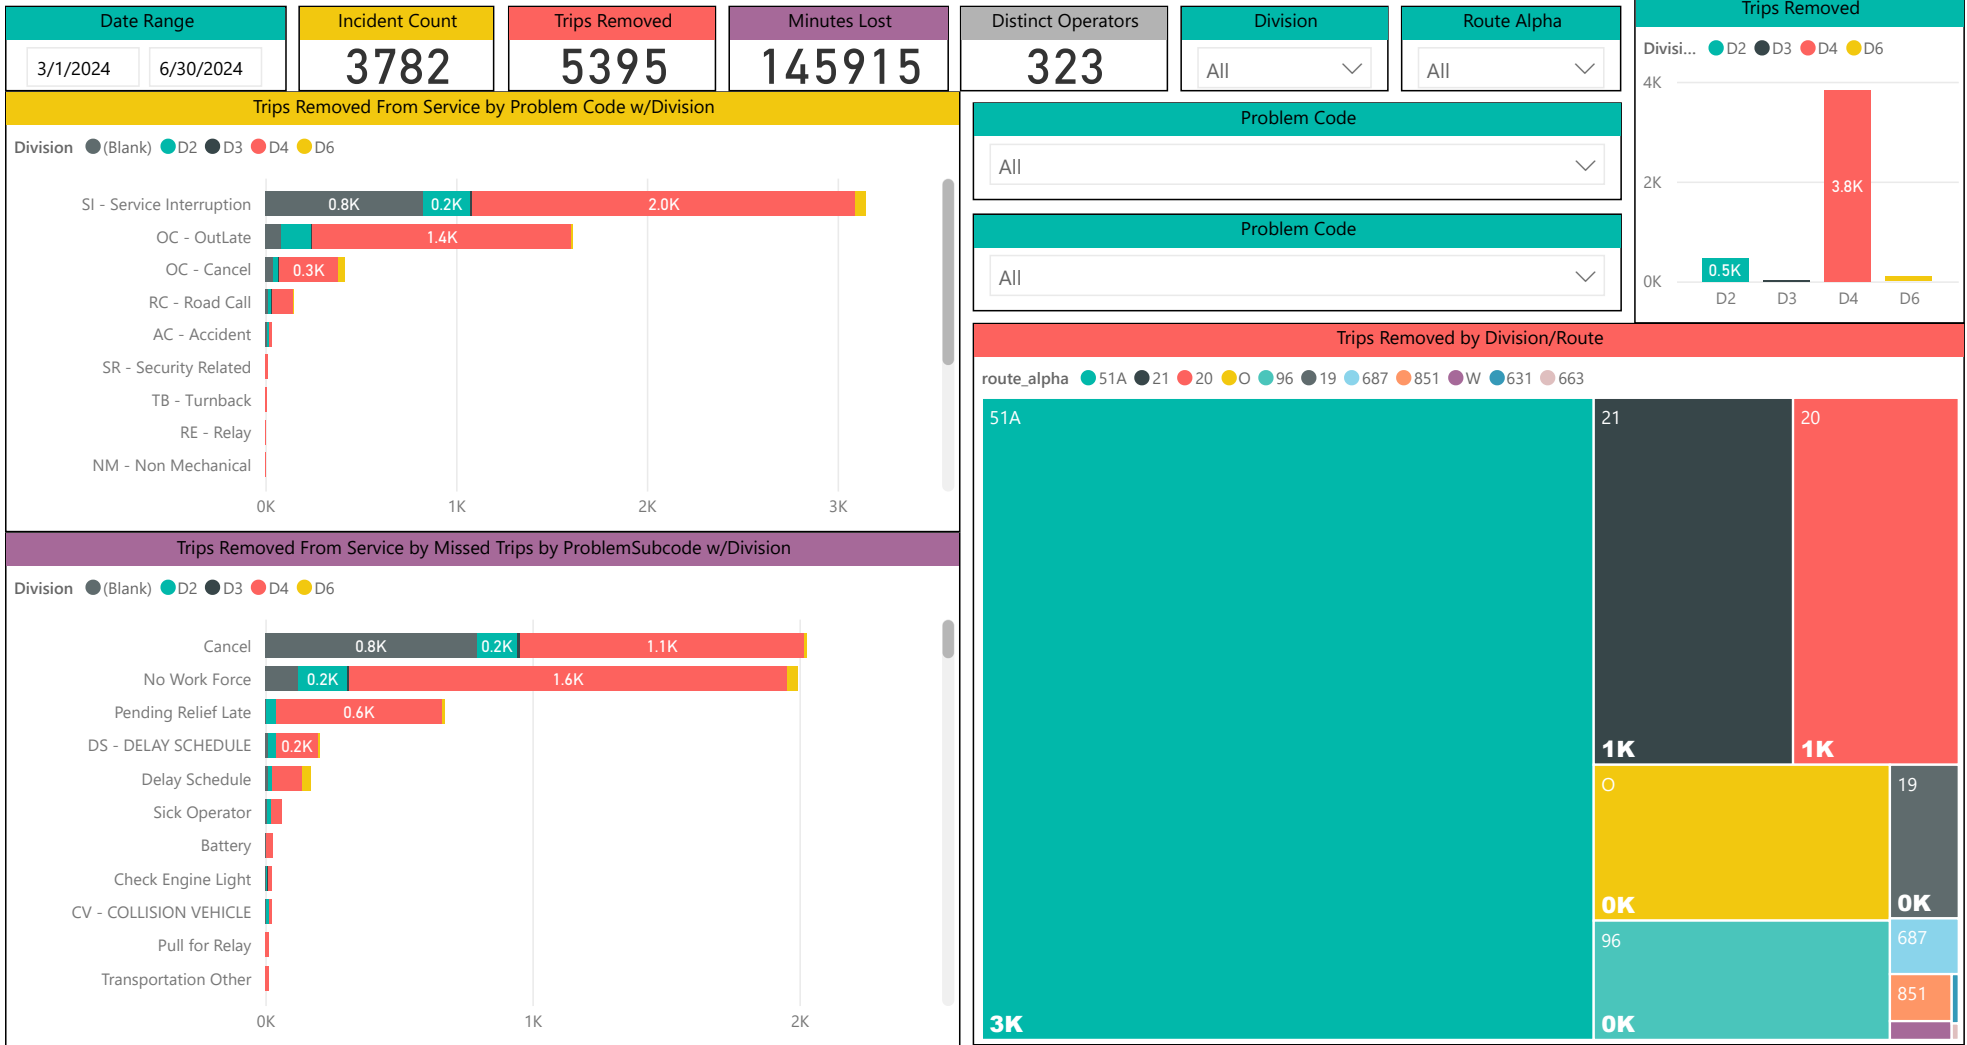 Date Range
3/1/2024 6/30/2024
Incident Count
3782
Trips Removed
5395
Minutes Lost
145915
Distinct Operators
323
Division
All
Route Alpha
All
Trips Removed
Divisi... D2 D3 D4 D6
4K
2K
0K
3.8K
0.5K
D2 D3 D4 D6
Trips Removed From Service by Problem Code w/Division
Division (Blank) D2 D3 D4 D6
SI - Service Interruption 0.8K 0.2K 2.0K
OC - OutLate 1.4K
OC - Cancel 0.3K
RC - Road Call
AC - Accident
SR - Security Related
TB - Turnback
RE - Relay
NM - Non Mechanical
0K 1K 2K 3K
Problem Code
All
Problem Code
All
Trips Removed From Service by Missed Trips by ProblemSubcode w/Division
Division (Blank) D2 D3 D4 D6
Cancel 0.8K 0.2K 1.1K
No Work Force 0.2K 1.6K
Pending Relief Late 0.6K
DS - DELAY SCHEDULE 0.2K
Delay Schedule
Sick Operator
Battery
Check Engine Light
CV - COLLISION VEHICLE
Pull for Relay
Transportation Other
0K 1K 2K
Trips Removed by Division/Route
route_alpha 51A 21 20 O 96 19 687 851 W 631 663
51A
3K
21
1K
20
1K
O
0K
19
0K
96
0K
687
851